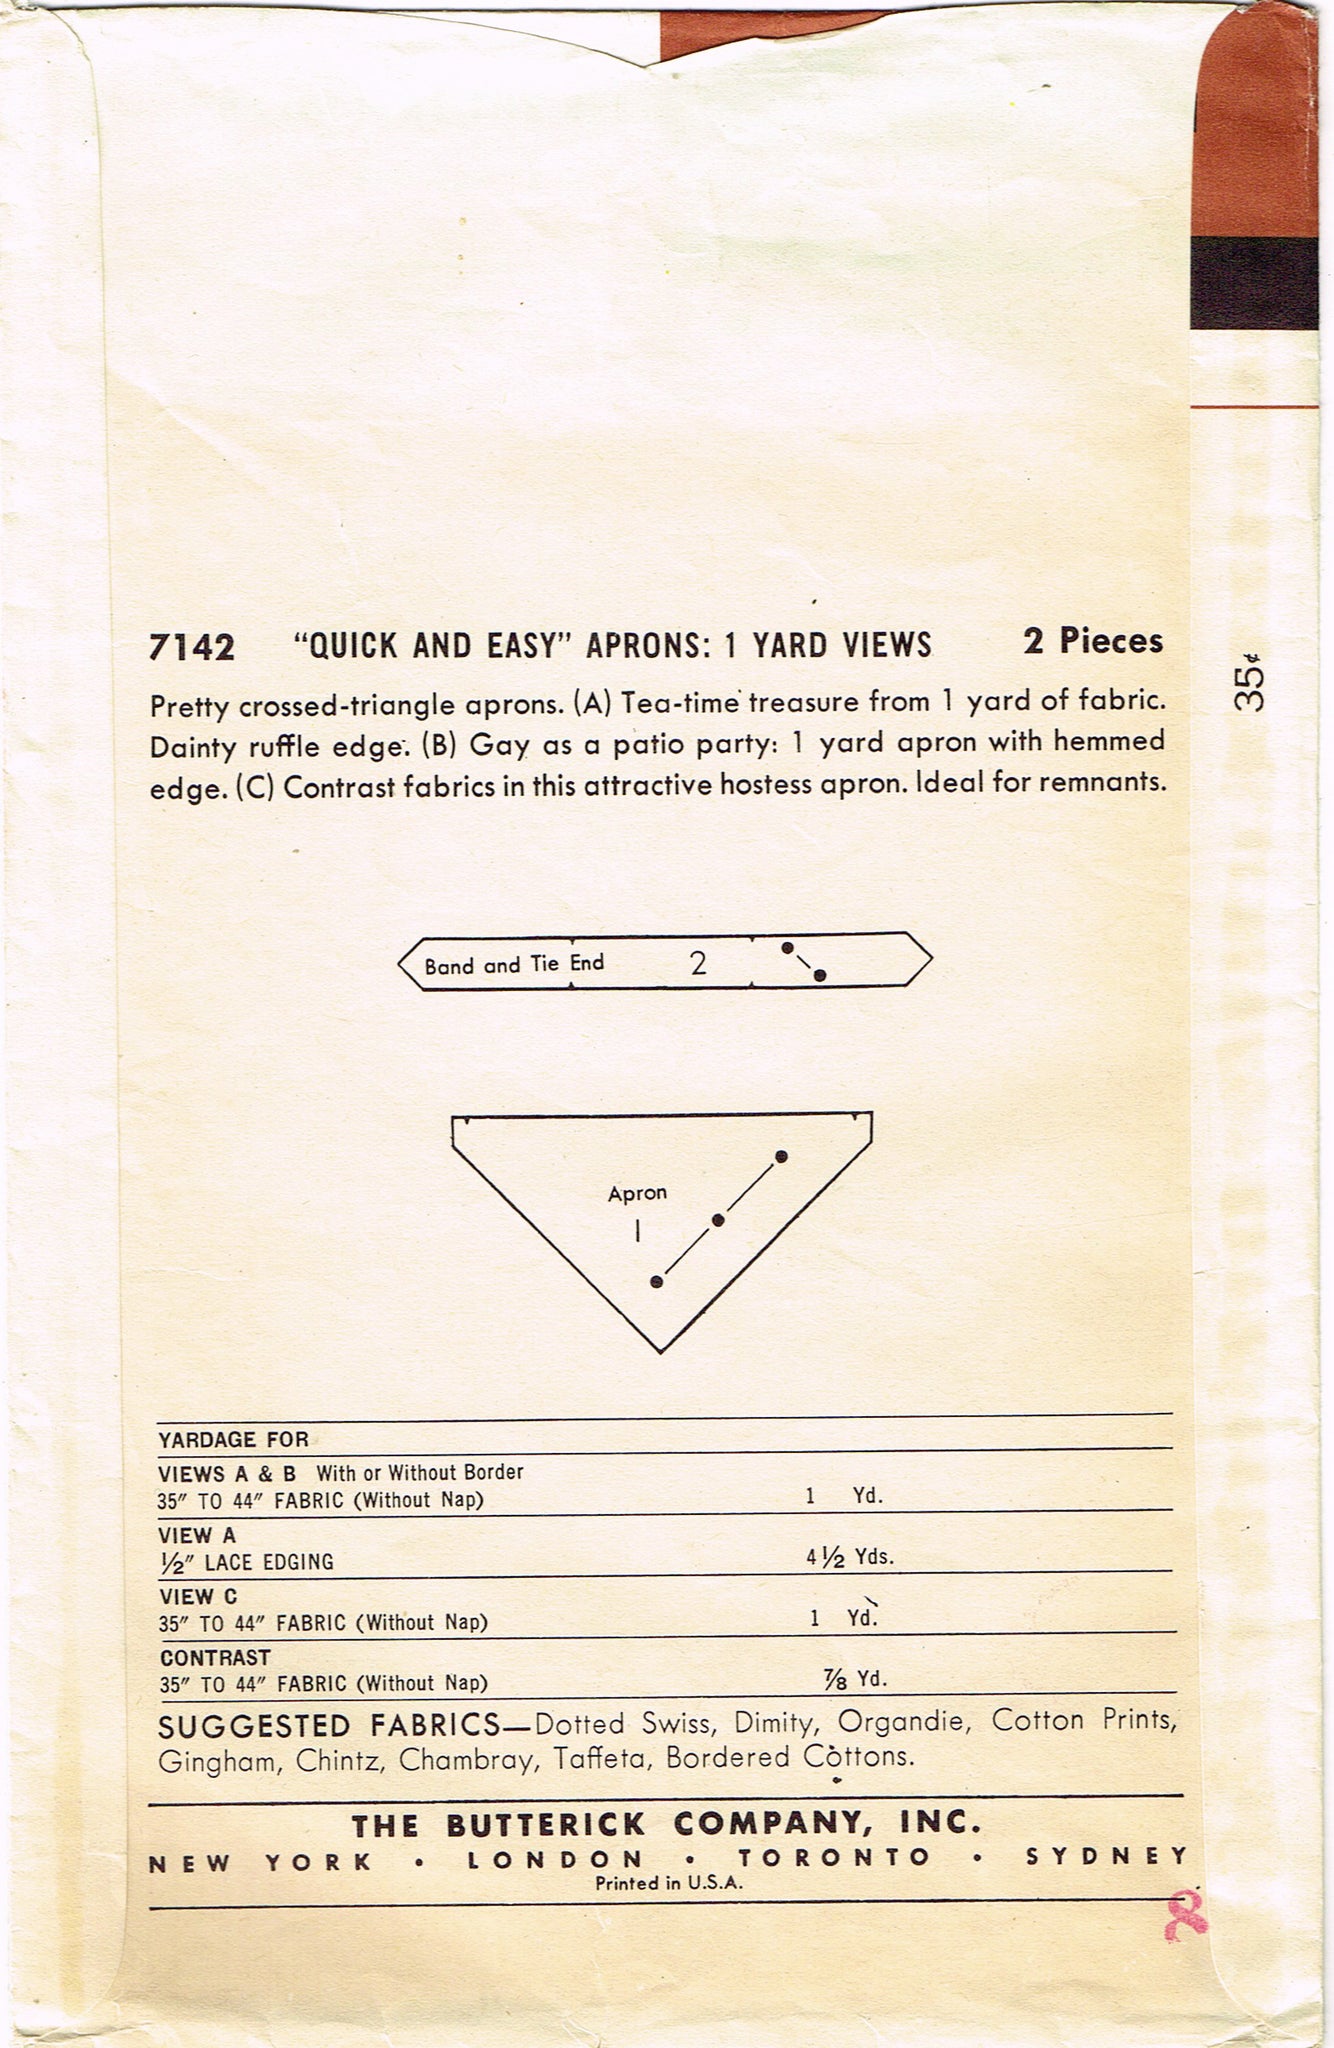 7142 "QUICK AND EASY" APRONS: 1 YARD VIEWS 2 Pieces
Pretty crossed-triangle aprons. (A) Tea-time treasure from 1 yard of fabric.
Dainty ruffle edge. (B) Gay as a patio party: 1 yard apron with hemmed
edge. (C) Contrast fabrics in this attractive hostess apron. Ideal for remnants.
35¢
Band and Tie End 2
Apron
1
YARDAGE FOR
VIEWS A & B With or Without Border
35" TO 44" FABRIC (Without Nap) 1 Yd.
VIEW A
½" LACE EDGING 4 ½ Yds.
VIEW C
35" TO 44" FABRIC (Without Nap) 1 Yd.
CONTRAST
35" TO 44" FABRIC (Without Nap) ⅞ Yd.
SUGGESTED FABRICS—Dotted Swiss, Dimity, Organdie, Cotton Prints,
Gingham, Chintz, Chambray, Taffeta, Bordered Cottons.
THE BUTTERICK COMPANY, INC.
NEW YORK • LONDON • TORONTO • SYDNEY
Printed in U.S.A.
8